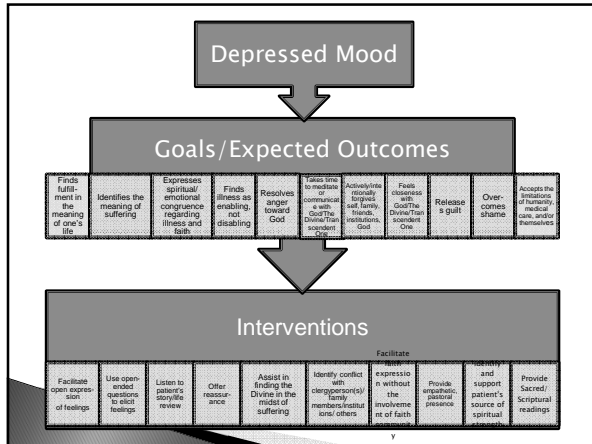 Depressed Mood
Goals/Expected Outcomes
Finds
fulfill-
ment in
the
meaning
of one's
life
Identifies the
meaning of
suffering
Expresses
spiritual/
emotional
congruence
regarding
illness and
faith
Finds
illness as
enabling,
not
disabling
Resolves
anger
toward
God
Takes time
to meditate
or
communicat
e with
God/The
Divine/Tran
scendent
One
Actively/inte
ntionally
forgives
self, family,
friends,
institutions,
God
Feels
closeness
with
God/The
Divine/Tran
scendent
One
Release
s guilt
Over-
comes
shame
Accepts the
limitations
of humanity,
medical
care, and/or
themselves
Interventions
Facilitate
open expres-
sion
of feelings
Use open-
ended
questions
to elicit
feelings
Listen to
patient's
story/life
review
Offer
reassur-
ance
Assist in
finding the
Divine in the
midst of
suffering
Identify conflict
with
clergyperson(s)/
family
members/instituti
ons/ others
Facilitate
faith
expressio
n without
the
involveme
nt of faith
communit
y
Provide
empathetic,
pastoral
presence
Identify
and
support
patient's
source of
spiritual
strength
Provide
Sacred/
Scriptural
readings